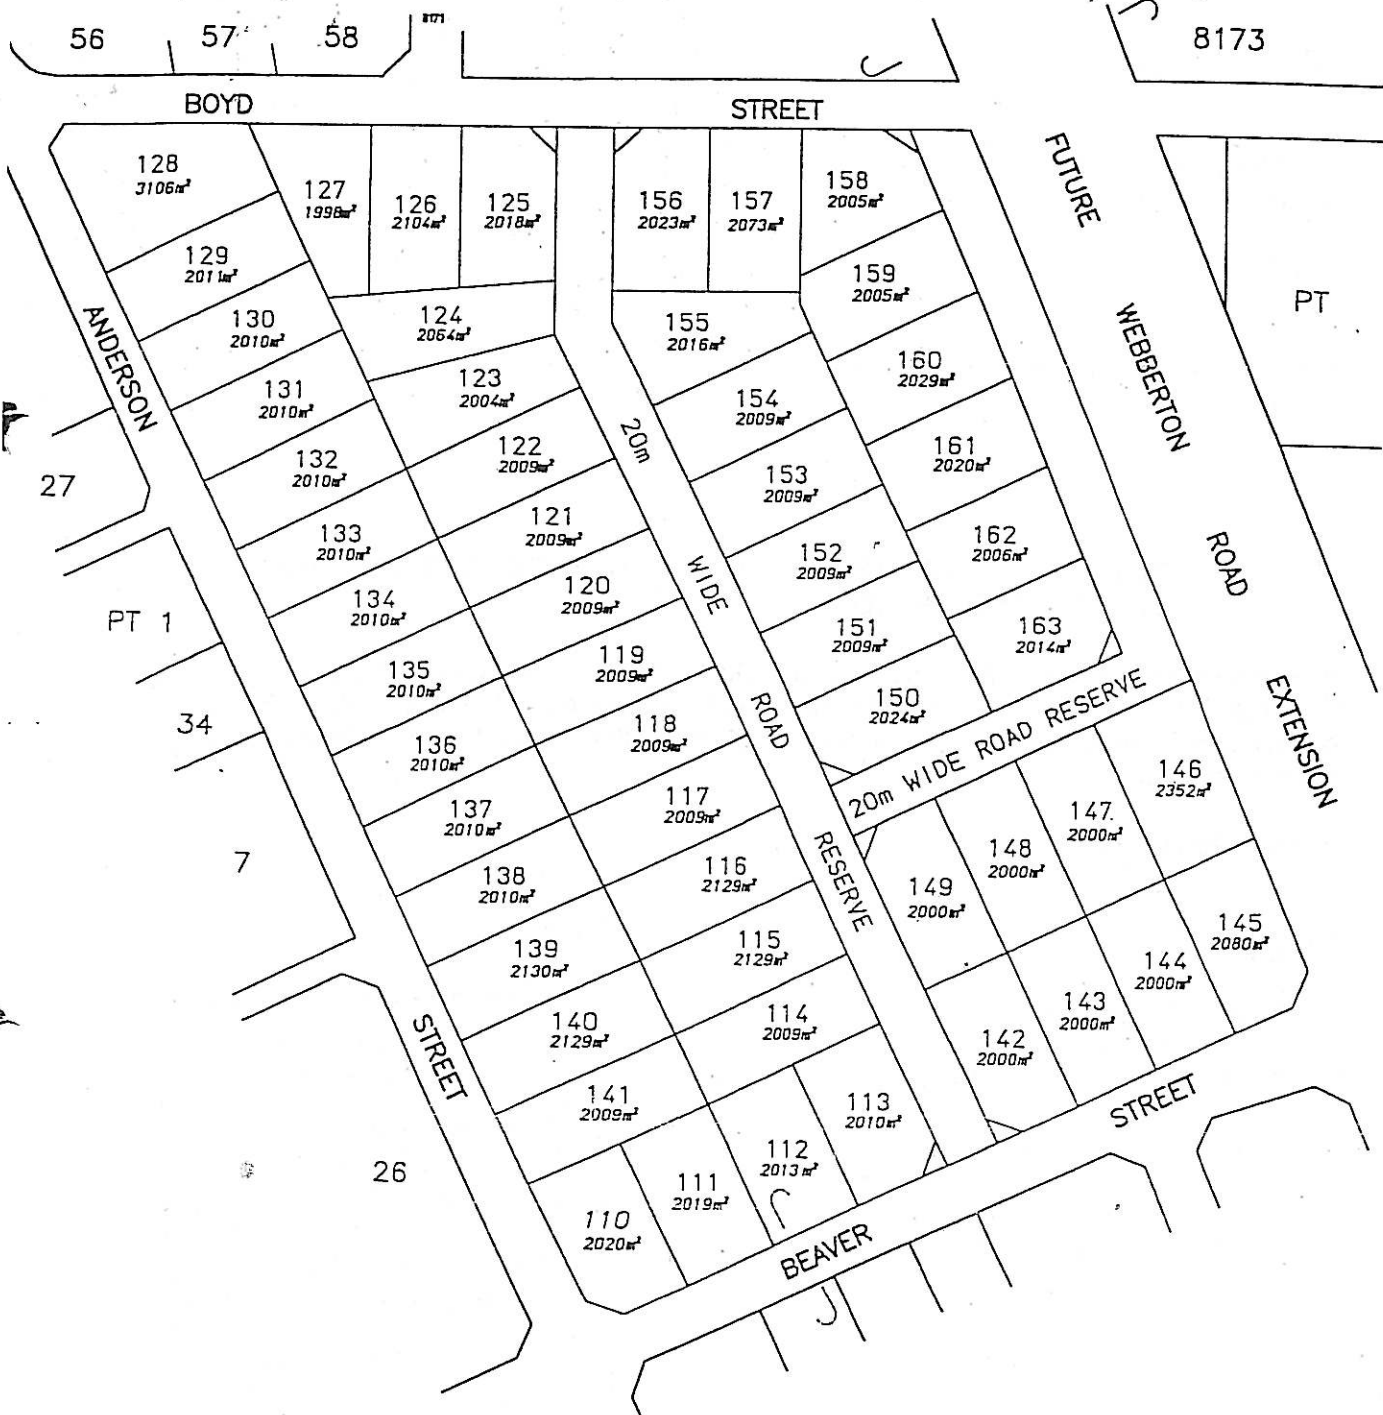 56
57
58
8171
8173
BOYD STREET
128
3106m²
127
1998m²
126
2104m²
125
2018m²
156
2023m²
157
2073m²
158
2005m²
129
2011m²
159
2005m²
130
2010m²
124
2064m²
155
2016m²
131
2010m²
123
2004m²
154
2009m²
160
2029m²
132
2010m²
122
2009m²
153
2009m²
161
2020m²
133
2010m²
121
2009m²
152
2009m²
162
2006m²
134
2010m²
120
2009m²
151
2009m²
163
2014m²
135
2010m²
119
2009m²
150
2024m²
136
2010m²
118
2009m²
137
2010m²
117
2009m²
138
2010m²
116
2129m²
139
2130m²
115
2129m²
140
2129m²
114
2009m²
141
2009m²
113
2010m²
112
2013m²
111
2019m²
110
2020m²
146
2352m²
147
2000m²
148
2000m²
149
2000m²
145
2080m²
144
2000m²
143
2000m²
142
2000m²
ANDERSON STREET
20m WIDE ROAD RESERVE
20m WIDE ROAD RESERVE
FUTURE WEBBERTON ROAD EXTENSION
BEAVER STREET
PT
27
PT 1
34
7
26